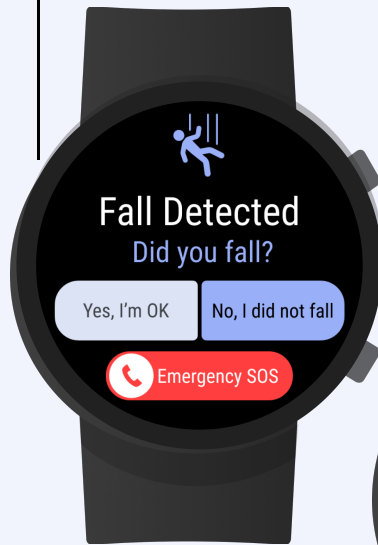 Fall Detected
Did you fall?
Yes, I'm OK
No, I did not fall
Emergency SOS